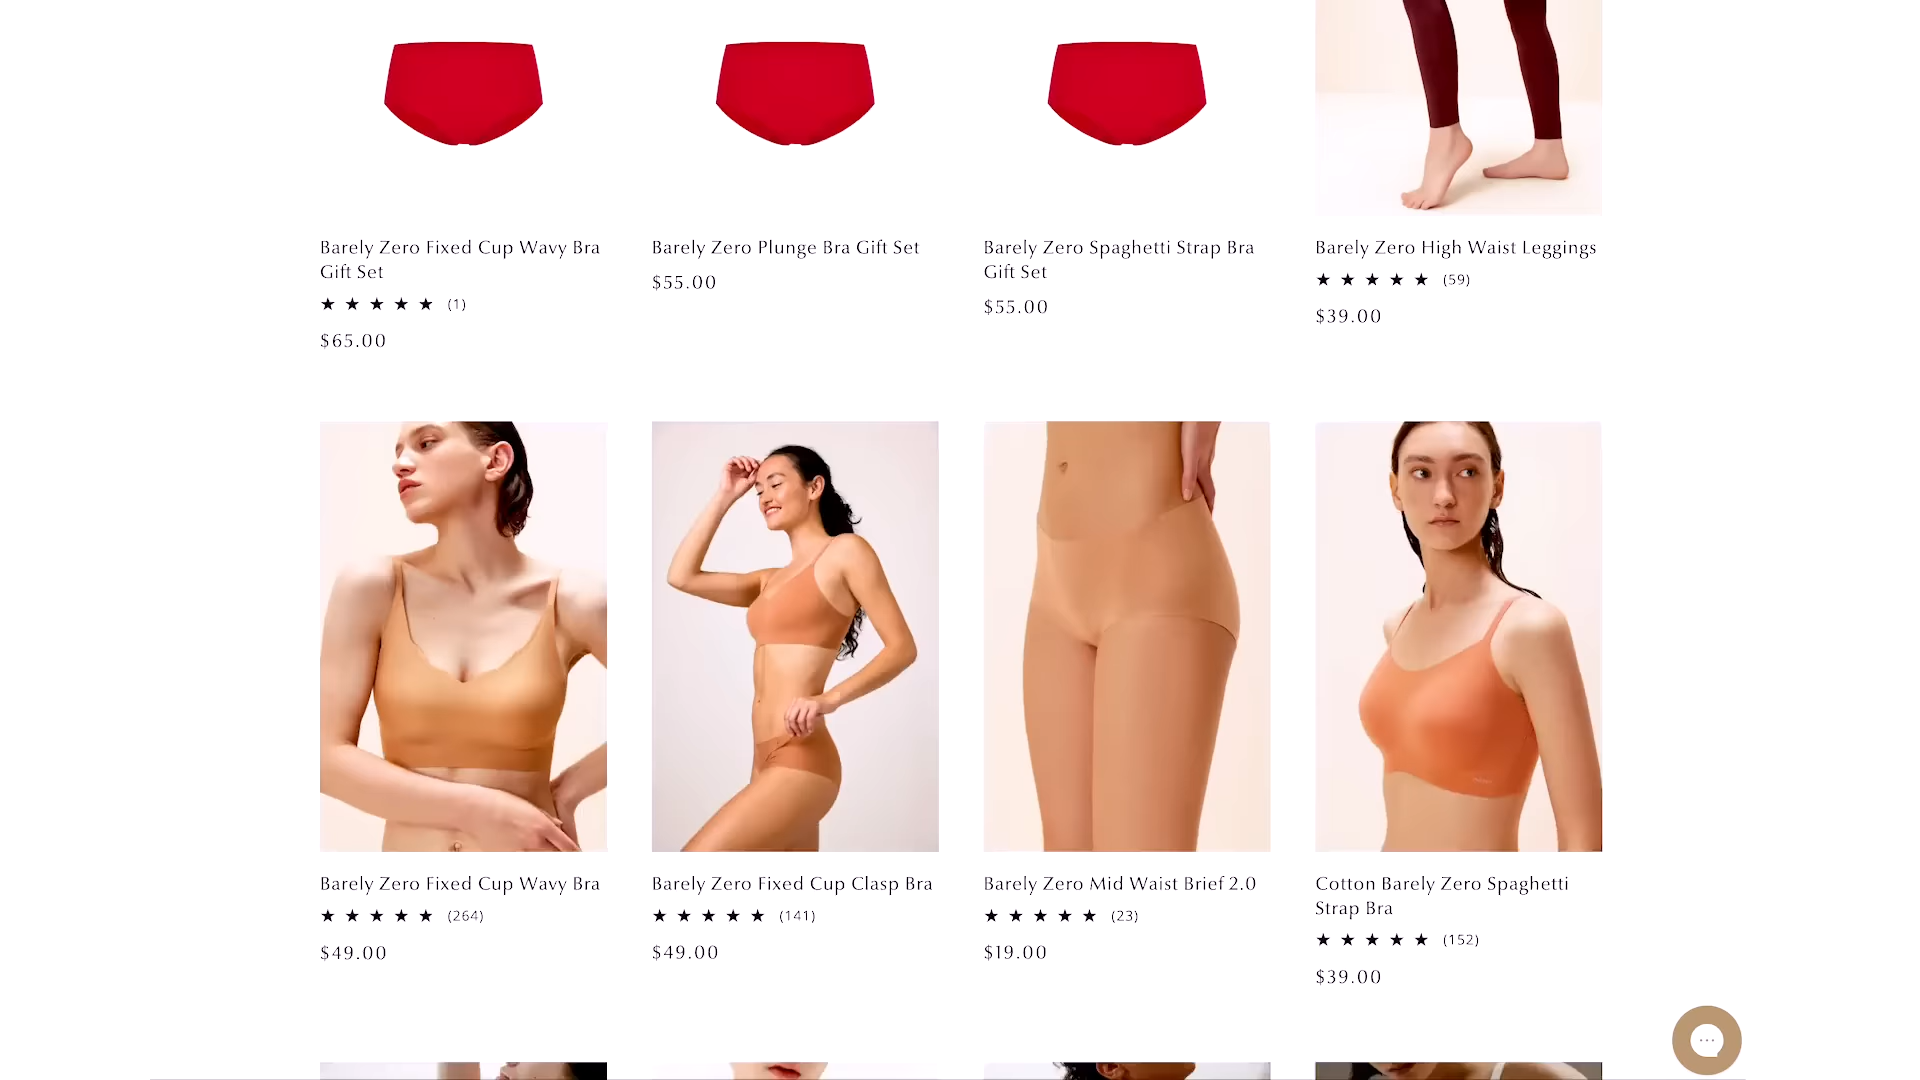 Barely Zero Fixed Cup Wavy Bra
Gift Set
★ ★ ★ ★ ★ (1)
$65.00
Barely Zero Plunge Bra Gift Set
$55.00
Barely Zero Spaghetti Strap Bra
Gift Set
$55.00
Barely Zero High Waist Leggings
★ ★ ★ ★ ★ (59)
$39.00
Barely Zero Fixed Cup Wavy Bra
★ ★ ★ ★ ★ (264)
$49.00
Barely Zero Fixed Cup Clasp Bra
★ ★ ★ ★ ★ (141)
$49.00
Barely Zero Mid Waist Brief 2.0
★ ★ ★ ★ ★ (23)
$19.00
Cotton Barely Zero Spaghetti
Strap Bra
★ ★ ★ ★ ★ (152)
$39.00